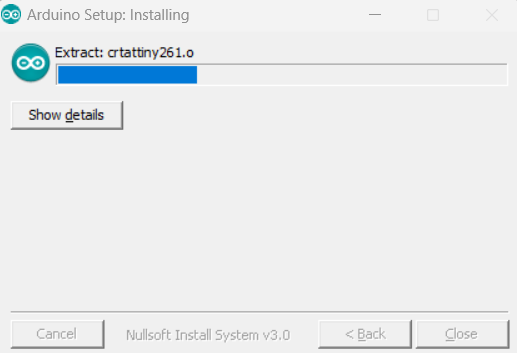 Arduino Setup: Installing
Extract: crtattiny261.o
Show details
Cancel
Nullsoft Install System v3.0
< Back
Close